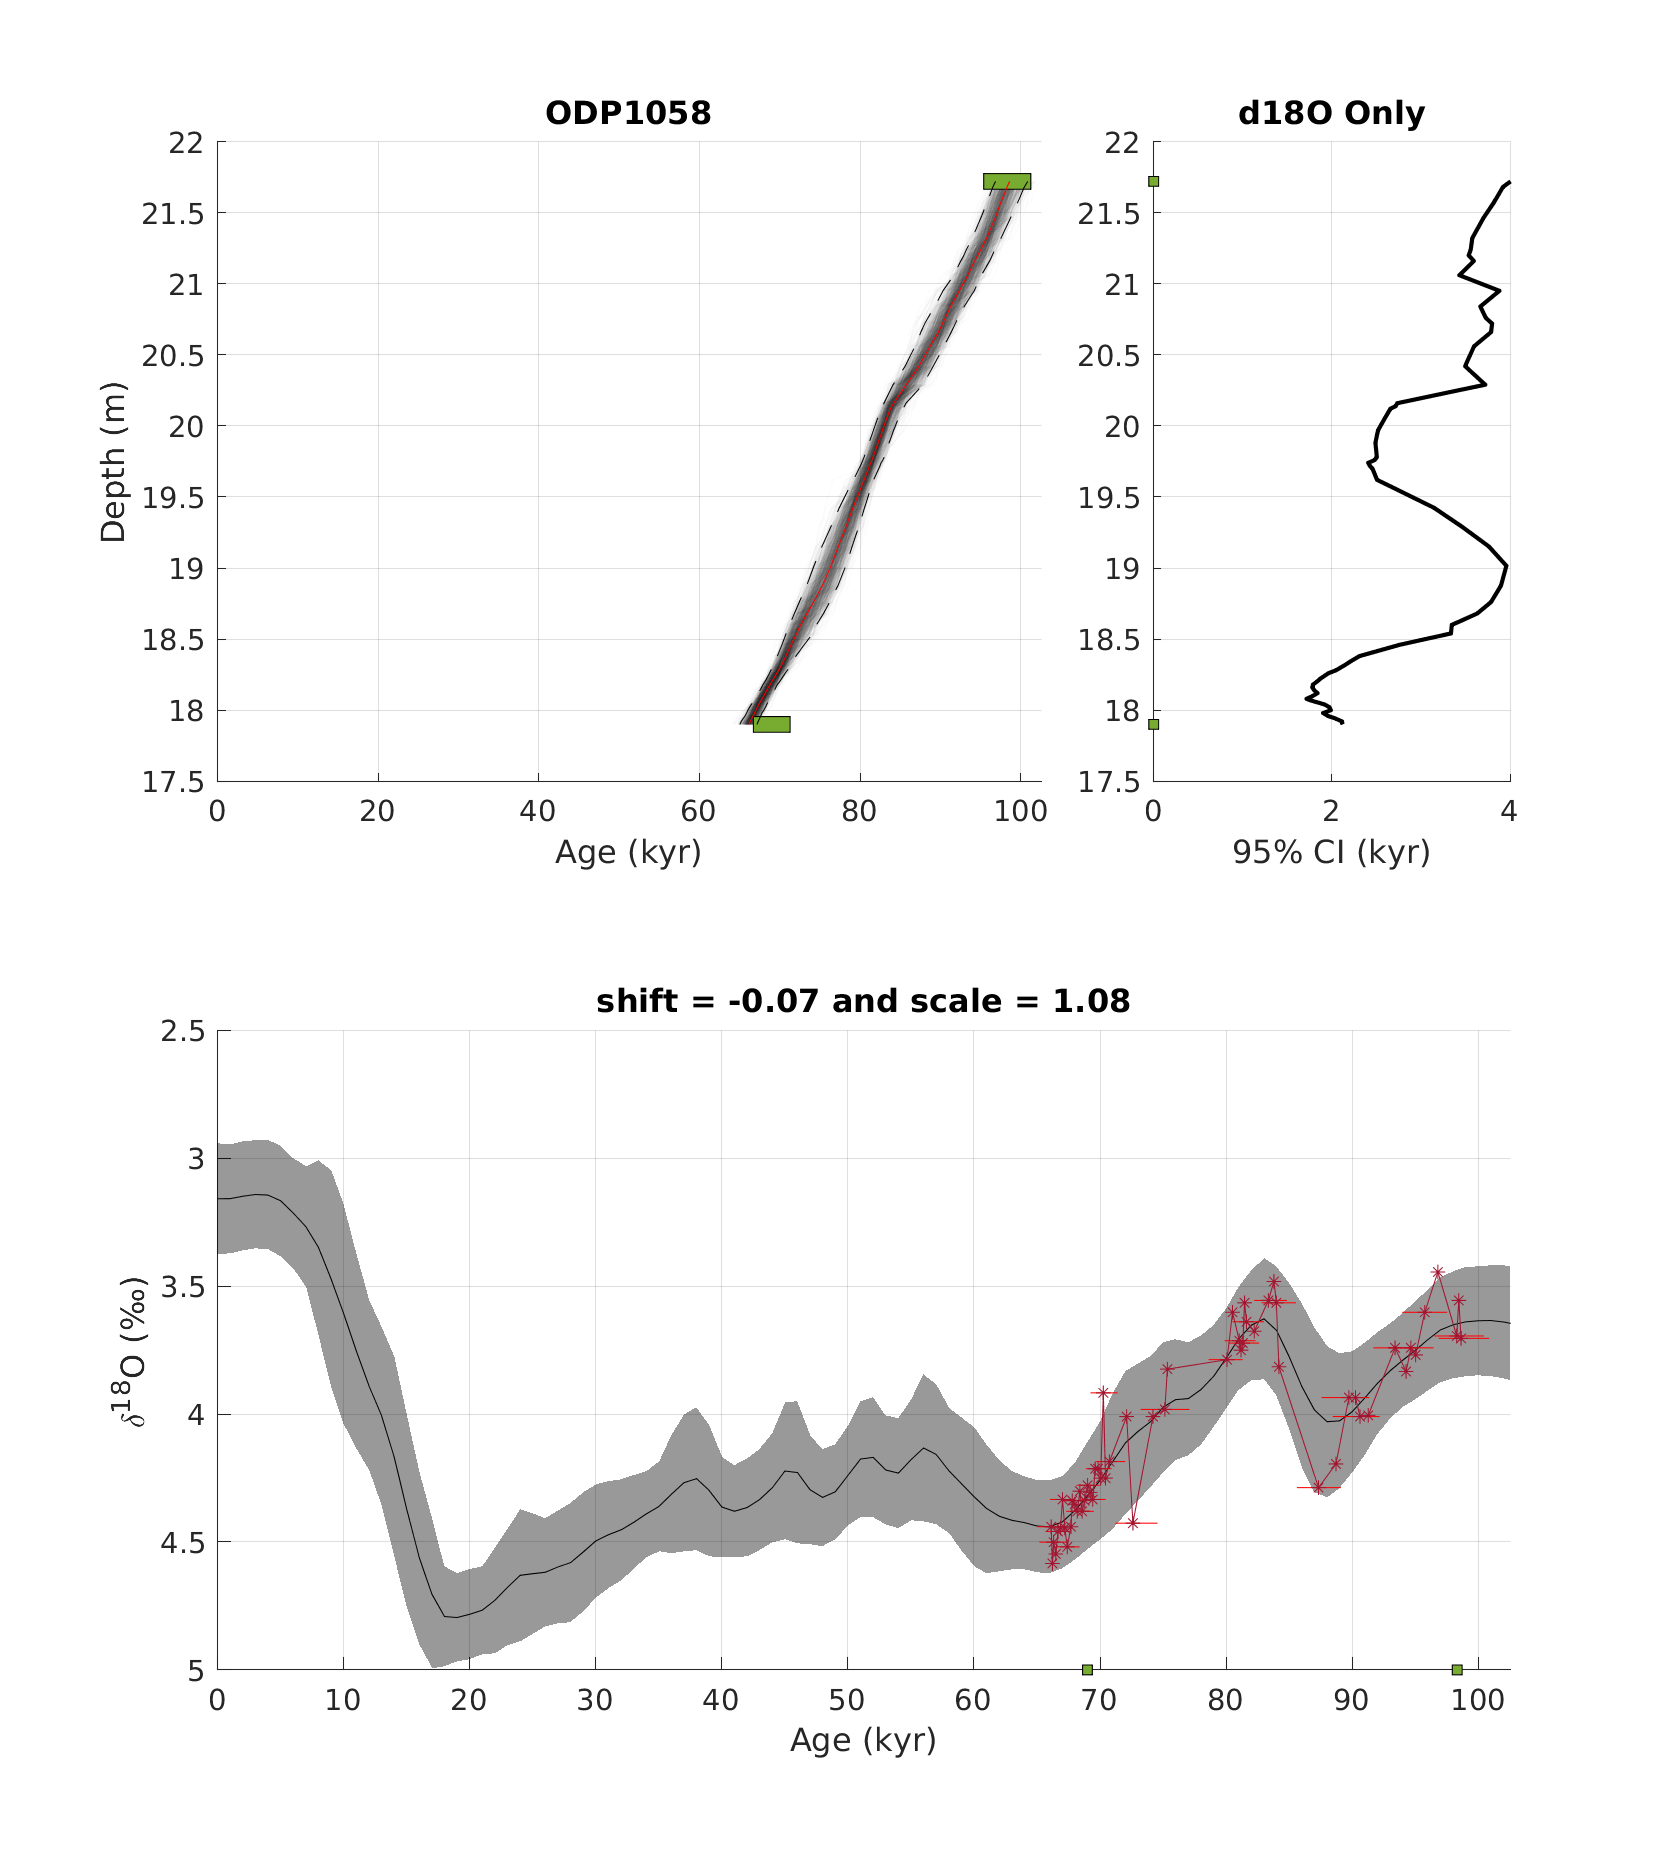 ODP1058
d18O Only
22
21.5
21
20.5
20
19.5
19
18.5
18
17.5
Depth (m)
0 20 40 60 80 100
Age (kyr)
22
21.5
21
20.5
20
19.5
19
18.5
18
17.5
0 2 4
95% CI (kyr)
shift = -0.07 and scale = 1.08
2.5
3
3.5
4
4.5
5
δ18O (‰)
0 10 20 30 40 50 60 70 80 90 100
Age (kyr)